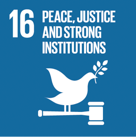 16 PEACE, JUSTICE
AND STRONG
INSTITUTIONS